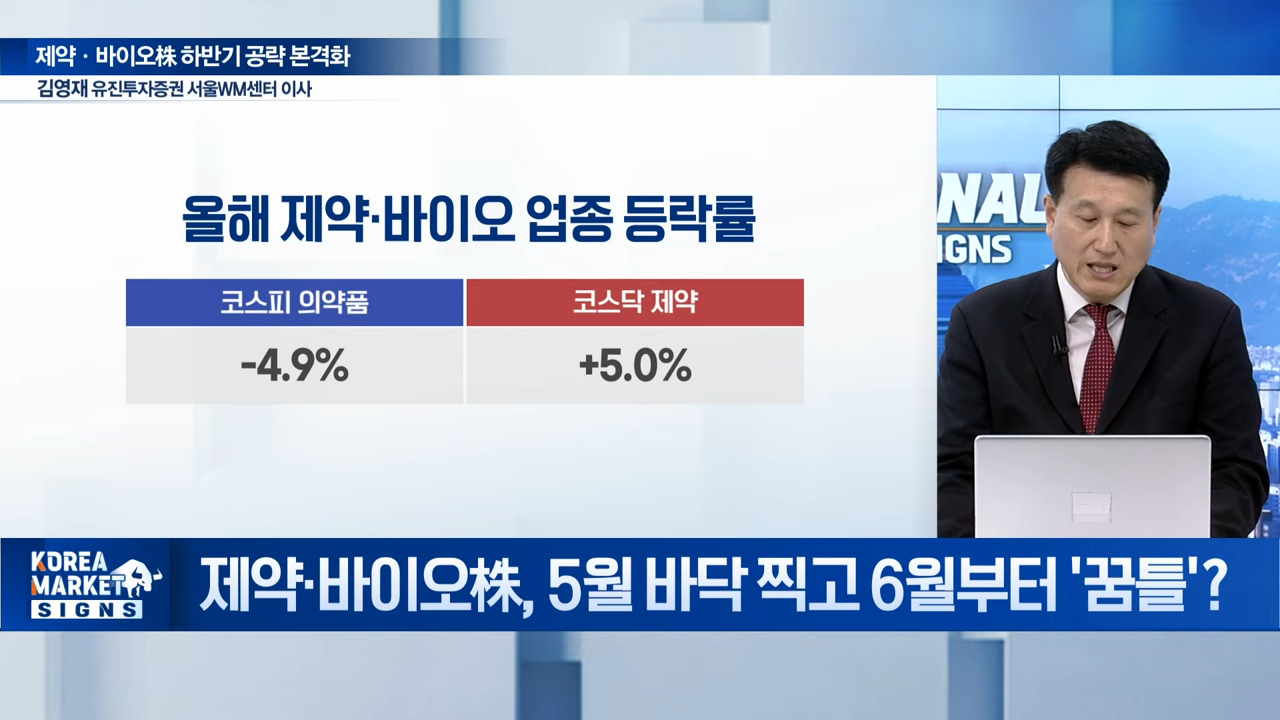 제약 · 바이오株 하반기 공략 본격화
김영재 유진투자증권 서울WM센터 이사
올해 제약·바이오 업종 등락률
코스피 의약품 코스닥 제약
-4.9% +5.0%
NAL
IGNS
KOREA
MARKET
SIGNS
제약·바이오株, 5월 바닥 찍고 6월부터 '꿈틀'?